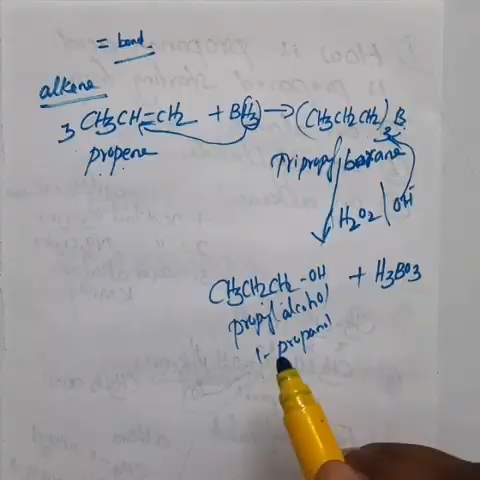 = bond
alkene
3 CH3CH=CH2 + BH3 → (CH3CH2CH2)3 B
propene
Tripropyl borane
H2O2 | OH-
CH3CH2CH2-OH + H3BO3
propyl alcohol
1-propanol